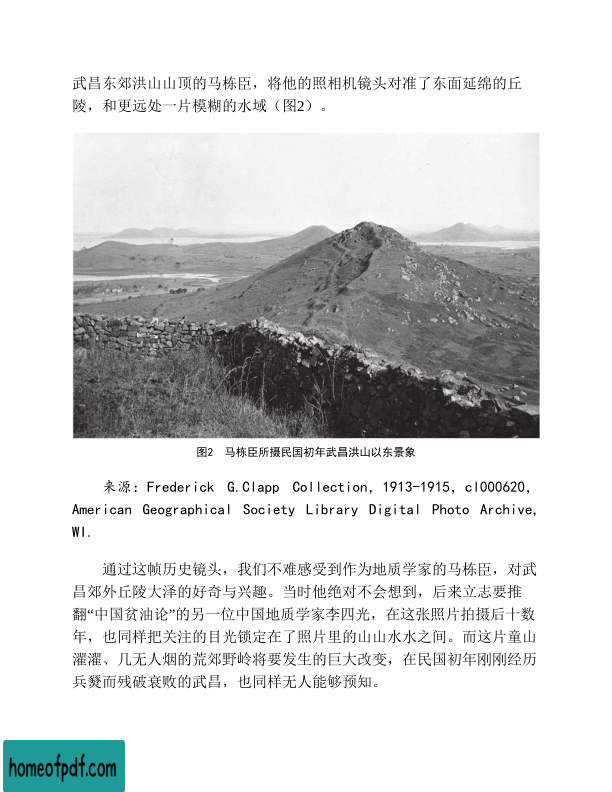 武昌东郊洪山山顶的马栋臣，将他的照相机镜头对准了东面延绵的丘
陵，和更远处一片模糊的水域（图2）。
图2 马栋臣所摄民国初年武昌洪山以东景象
来源：Frederick G.Clapp Collection, 1913-1915, cl000620,
American Geographical Society Library Digital Photo Archive,
WI.
通过这帧历史镜头，我们不难感受到作为地质学家的马栋臣，对武
昌郊外丘陵大泽的好奇与兴趣。当时他绝对不会想到，后来立志要推
翻“中国贫油论”的另一位中国地质学家李四光，在这张照片拍摄后十数
年，也同样把关注的目光锁定在了照片里的山山水水之间。而这片童山
濯濯、几无人烟的荒郊野岭将要发生的巨大改变，在民国初年刚刚经历
兵燹而残破衰败的武昌，也同样无人能够预知。
homeofpdf.com